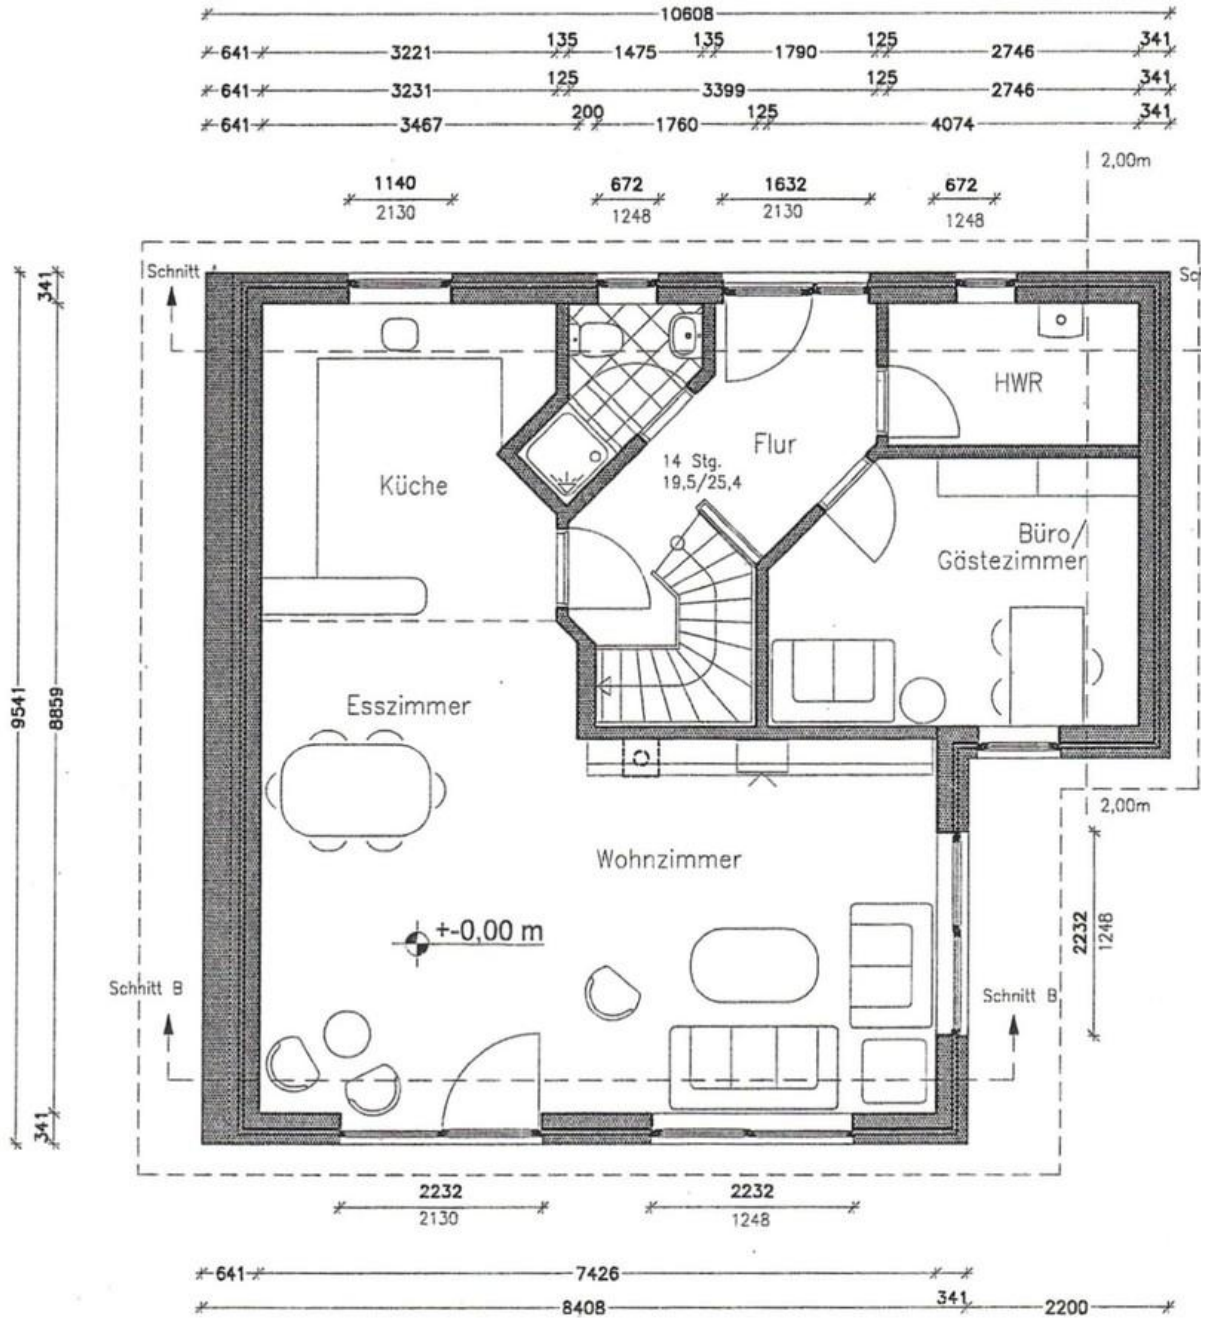 10608
641 3221 135 1475 135 1790 125 2746 341
641 3231 125 3399 125 2746 341
641 3467 200 1760 125 4074 341
2,00m
1140 672 1632 672
2130 1248 2130 1248
Schnitt
Sc
341
HWR
Flur
14 Stg.
19,5/25,4
Küche
Büro/
Gästezimmer
9541
8859
Esszimmer
2,00m
Wohnzimmer
+-0,00 m
2232
1248
Schnitt B
Schnitt B
341
2232 2232
2130 1248
641 7426
8408 341 2200